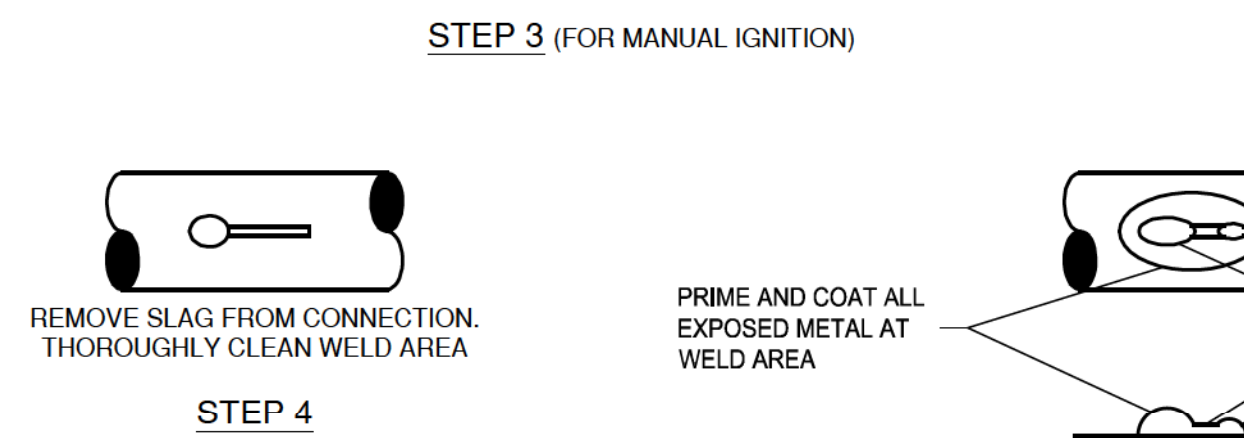 STEP 3 (FOR MANUAL IGNITION)
REMOVE SLAG FROM CONNECTION.
THOROUGHLY CLEAN WELD AREA
STEP 4
PRIME AND COAT ALL
EXPOSED METAL AT
WELD AREA